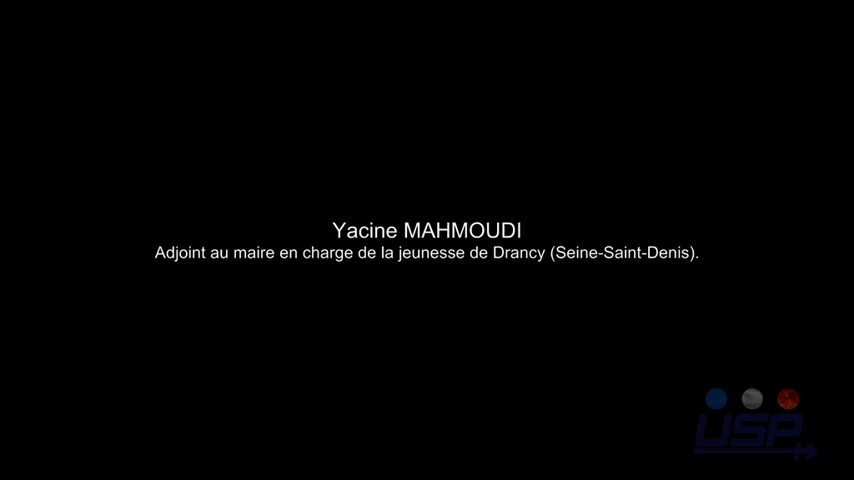 Yacine MAHMOUDI
Adjoint au maire en charge de la jeunesse de Drancy (Seine-Saint-Denis).
USP